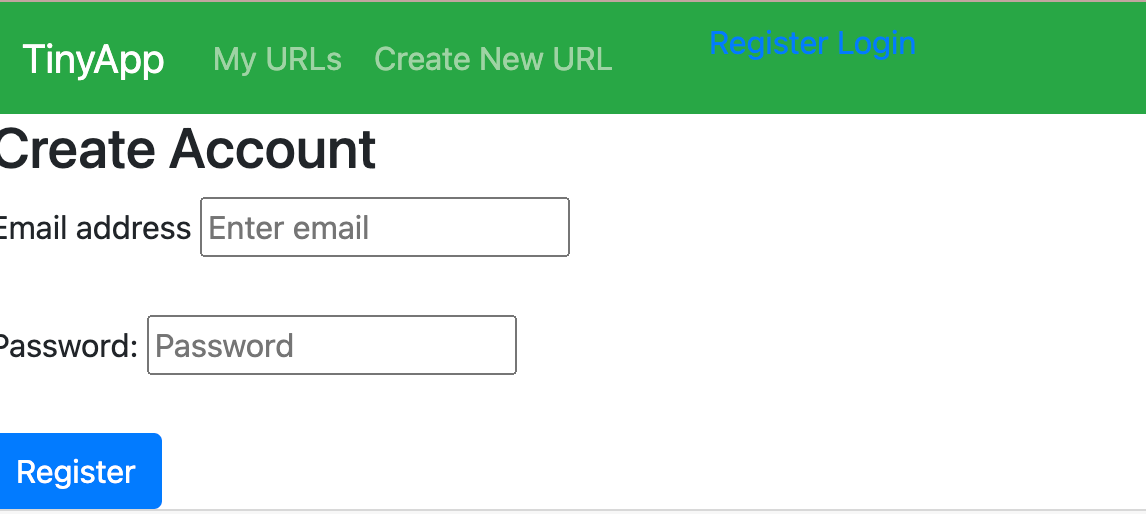 TinyApp My URLs Create New URL Register Login
Create Account
Email address Enter email
Password: Password
Register